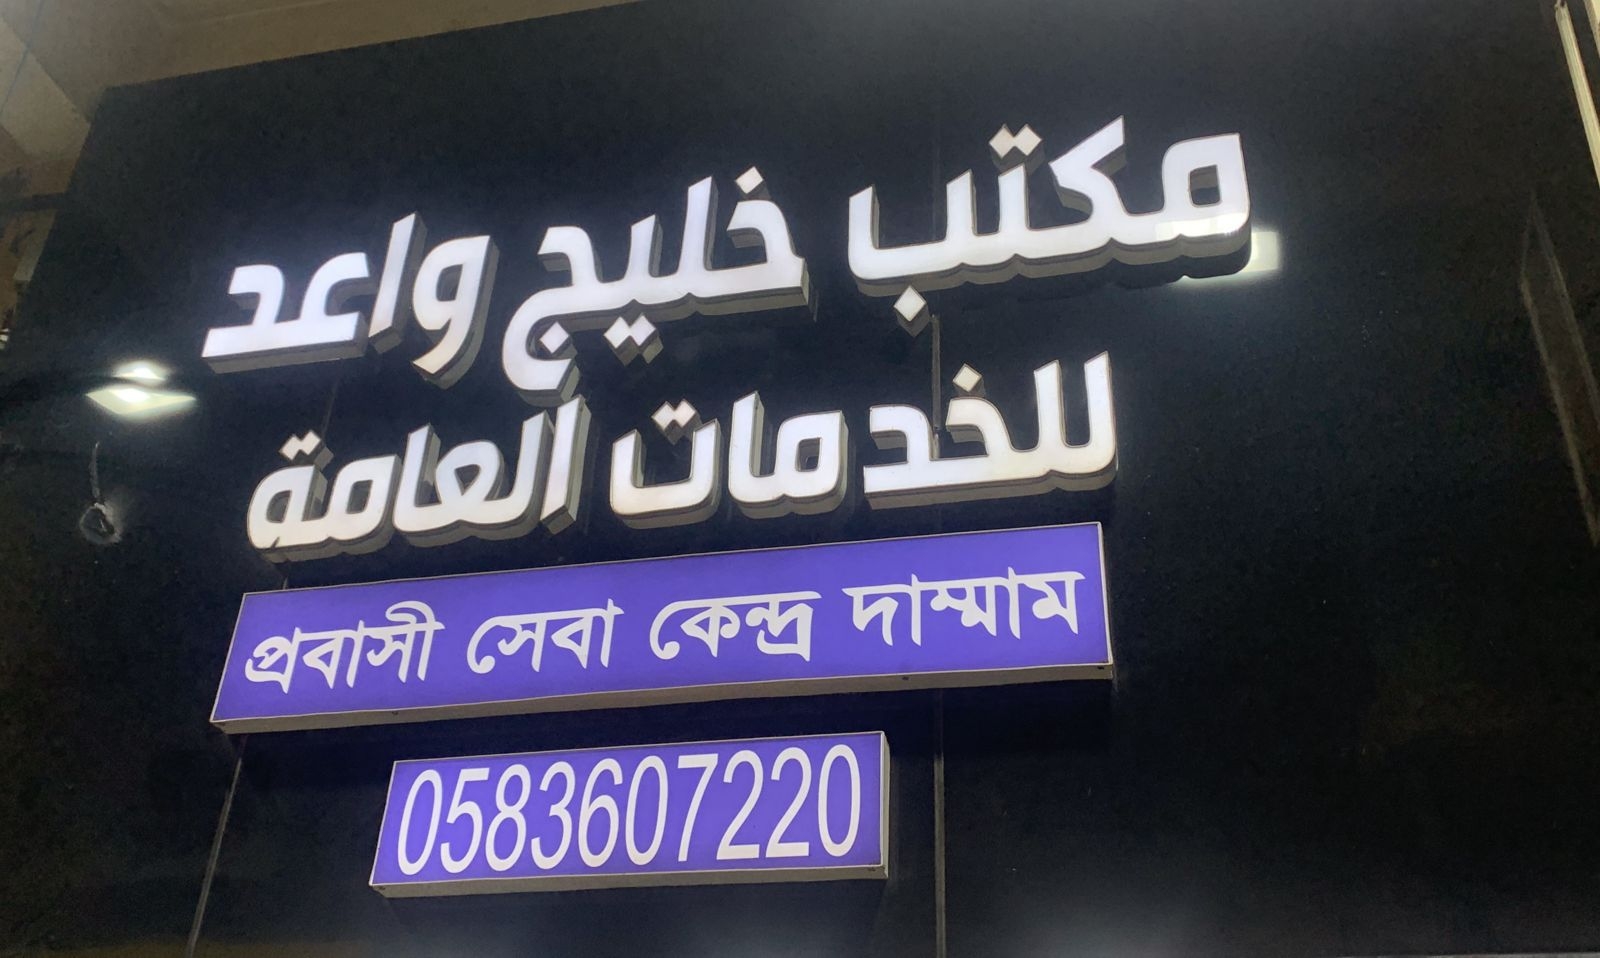 مكتب خليج واعد
للخدمات العامة
প্রবাসী সেবা কেন্দ্র দাম্মাম
0583607220